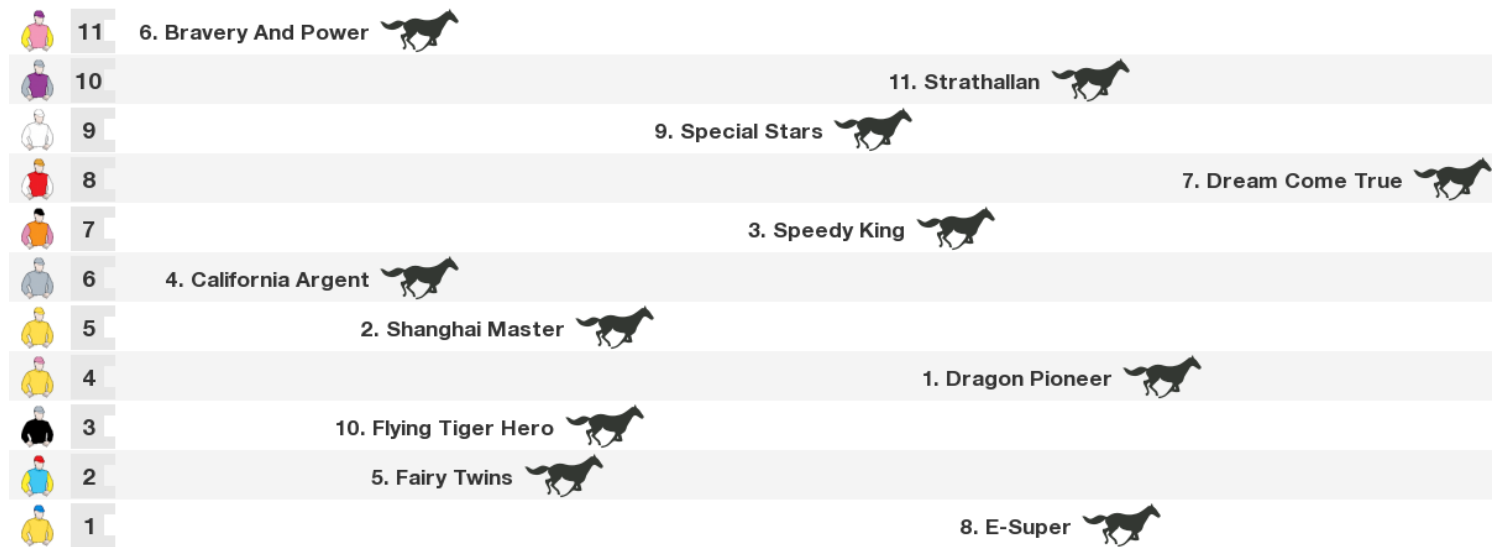 11 6. Bravery And Power
10 11. Strathallan
9 9. Special Stars
8 7. Dream Come True
7 3. Speedy King
6 4. California Argent
5 2. Shanghai Master
4 1. Dragon Pioneer
3 10. Flying Tiger Hero
2 5. Fairy Twins
1 8. E-Super